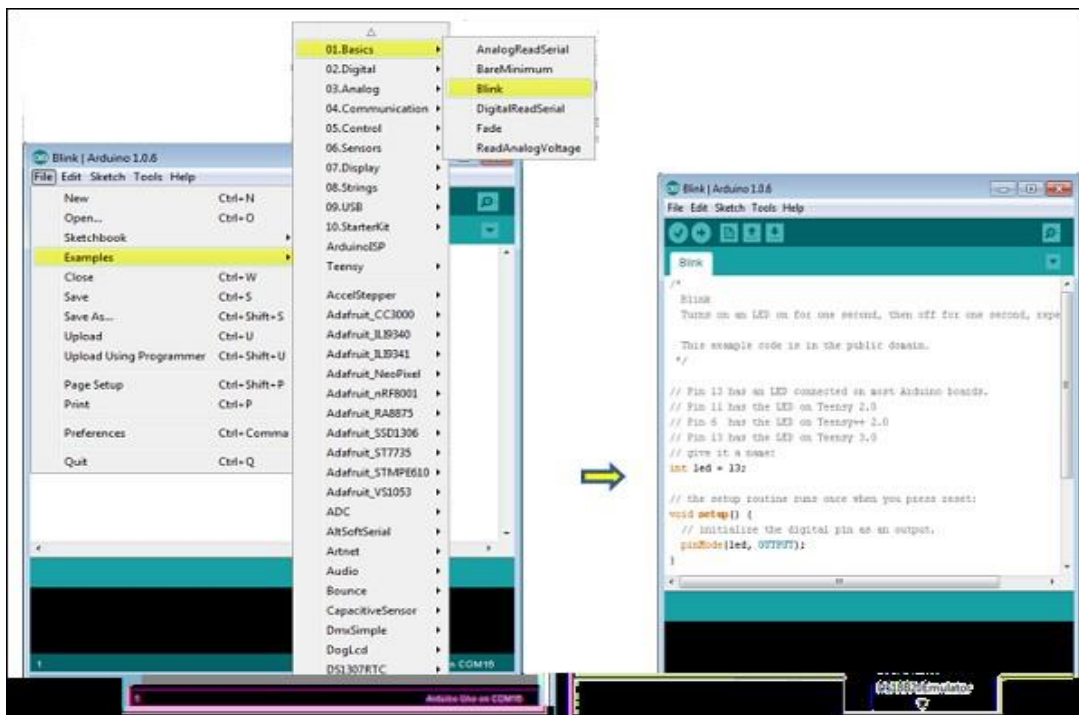 01.Basics
02.Digital
03.Analog
04.Communication
05.Control
06.Sensors
07.Display
08.Strings
09.USB
10.StarterKit
ArduinoISP
Teensy
AccelStepper
Adafruit_CC3000
Adafruit_ILI9340
Adafruit_ILI9341
Adafruit_NeoPixel
Adafruit_nRF8001
Adafruit_RA8875
Adafruit_SSD1306
Adafruit_ST7735
Adafruit_STMPE610
Adafruit_VS1053
ADC
AltSoftSerial
Artnet
Audio
Bounce
CapacitiveSensor
DmxSimple
DogLcd
DS1307RTC
AnalogReadSerial
BareMinimum
Blink
DigitalReadSerial
Fade
ReadAnalogVoltage
Blink | Arduino 1.0.6
File Edit Sketch Tools Help
New Ctrl+N
Open... Ctrl+O
Sketchbook
Examples
Close Ctrl+W
Save Ctrl+S
Save As... Ctrl+Shift+S
Upload Ctrl+U
Upload Using Programmer Ctrl+Shift+U
Page Setup Ctrl+Shift+P
Print Ctrl+P
Preferences Ctrl+Comma
Quit Ctrl+Q
1
on COM16
1
Arduino Uno on COM16
Blink | Arduino 1.0.6
File Edit Sketch Tools Help
Blink
/*
Blink
Turns on an LED on for one second, then off for one second, repe
This example code is in the public domain.
*/
// Pin 13 has an LED connected on most Arduino boards.
// Pin 11 has the LED on Teensy 2.0
// Pin 6 has the LED on Teensy++ 2.0
// Pin 13 has the LED on Teensy 3.0
// give it a name:
int led = 13;
// the setup routine runs once when you press reset:
void setup() {
// initialize the digital pin as an output.
pinMode(led, OUTPUT);
}